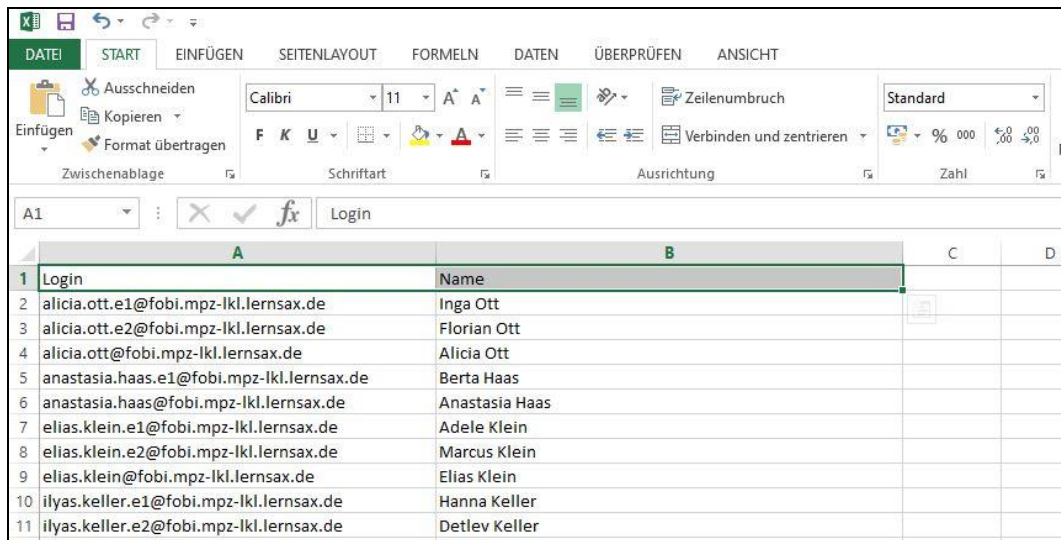 DATEI START EINFÜGEN SEITENLAYOUT FORMELN DATEN ÜBERPRÜFEN ANSICHT
Ausschneiden
Kopieren
Format übertragen
Einfügen
Calibri 11 A A
F K U A
Zeilenumbruch
Verbinden und zentrieren
Standard
% 000 ,00 ,0
Zwischenablage Schriftart Ausrichtung Zahl
A1 fx Login
A B C D
1 Login Name
2 alicia.ott.e1@fobi.mpz-lkl.lernsax.de Inga Ott
3 alicia.ott.e2@fobi.mpz-lkl.lernsax.de Florian Ott
4 alicia.ott@fobi.mpz-lkl.lernsax.de Alicia Ott
5 anastasia.haas.e1@fobi.mpz-lkl.lernsax.de Berta Haas
6 anastasia.haas@fobi.mpz-lkl.lernsax.de Anastasia Haas
7 elias.klein.e1@fobi.mpz-lkl.lernsax.de Adele Klein
8 elias.klein.e2@fobi.mpz-lkl.lernsax.de Marcus Klein
9 elias.klein@fobi.mpz-lkl.lernsax.de Elias Klein
10 ilyas.keller.e1@fobi.mpz-lkl.lernsax.de Hanna Keller
11 ilyas.keller.e2@fobi.mpz-lkl.lernsax.de Detlev Keller